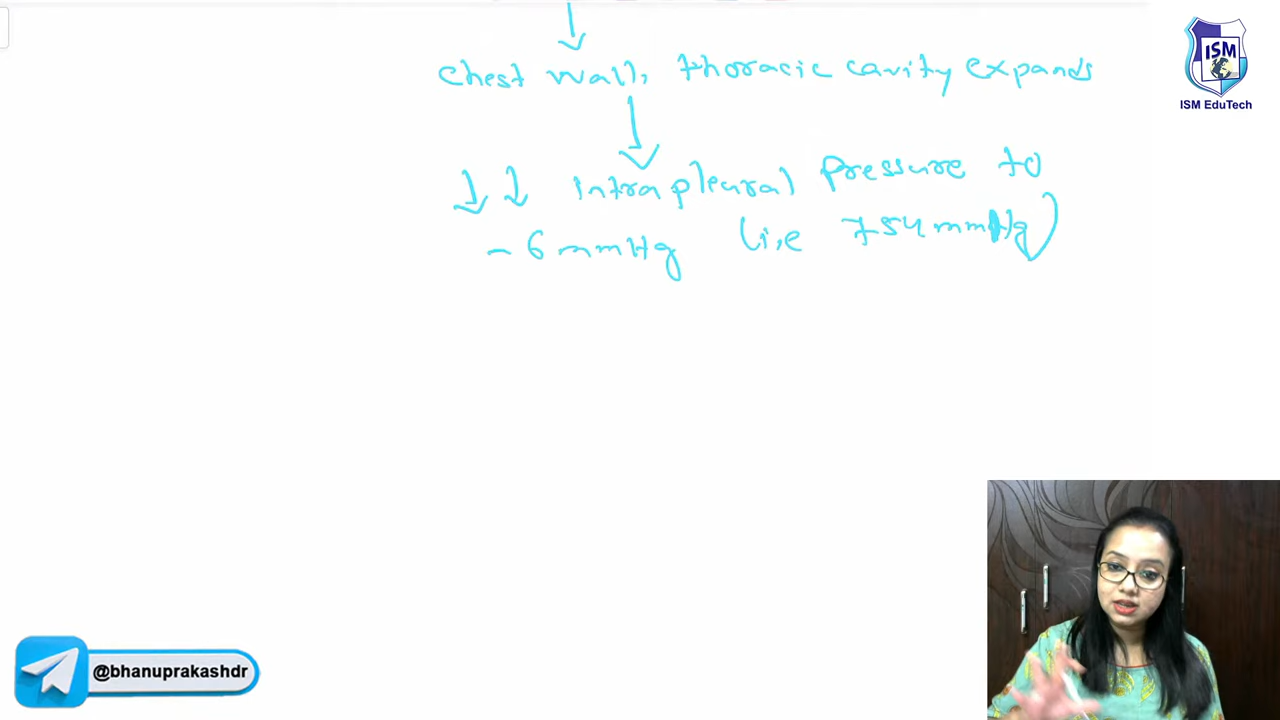 ↓
chest wall, thoracic cavity expands
↓
↓↓ intrapleural pressure to
- 6 mmHg (i.e 754 mmHg)
ISM
ISM EduTech
@bhanuprakashdr